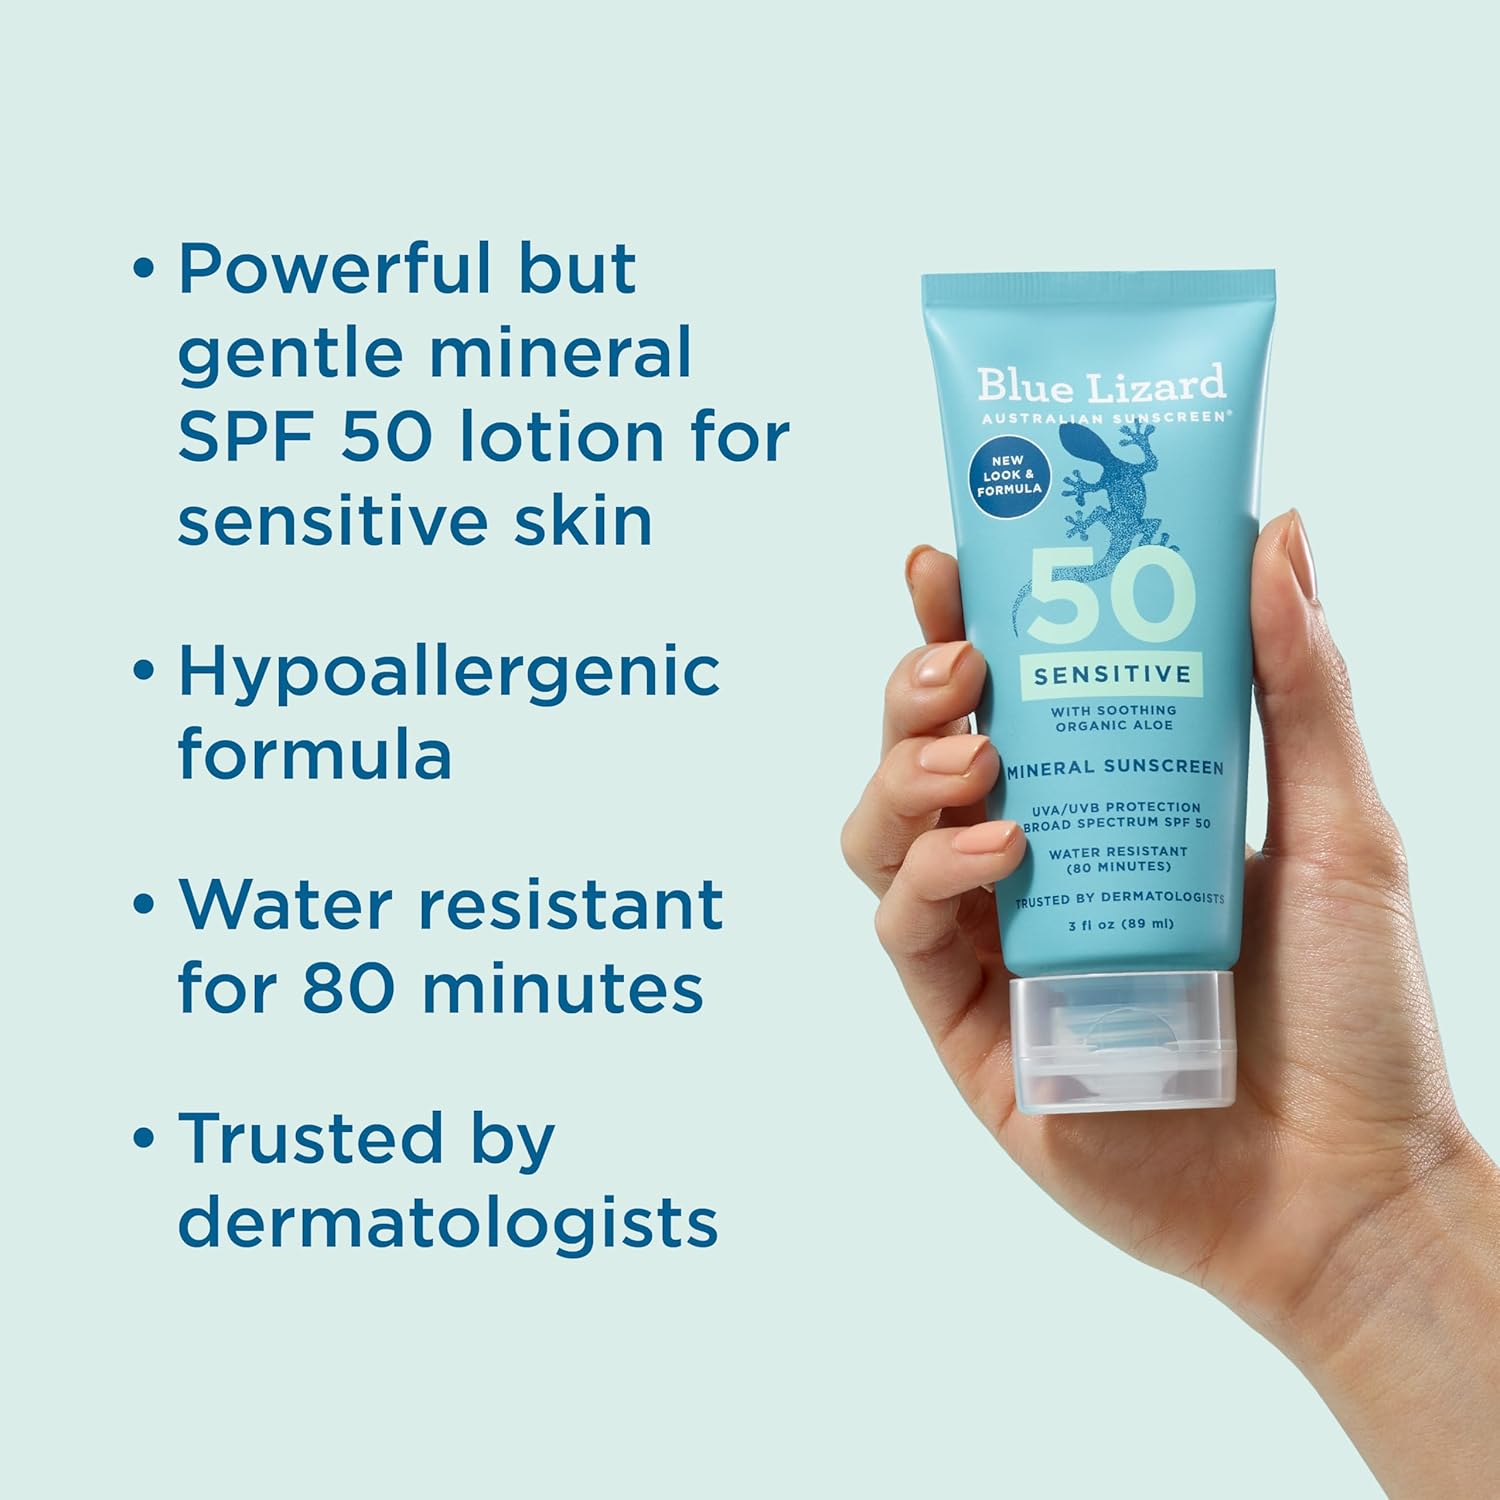 • Powerful but
gentle mineral
SPF 50 lotion for
sensitive skin
• Hypoallergenic
formula
• Water resistant
for 80 minutes
• Trusted by
dermatologists
Blue Lizard
AUSTRALIAN SUNSCREEN®
NEW
LOOK &
FORMULA
50
SENSITIVE
WITH SOOTHING
ORGANIC ALOE
MINERAL SUNSCREEN
UVA/UVB PROTECTION
BROAD SPECTRUM SPF 50
WATER RESISTANT
(80 MINUTES)
TRUSTED BY DERMATOLOGISTS
3 fl oz (89 ml)